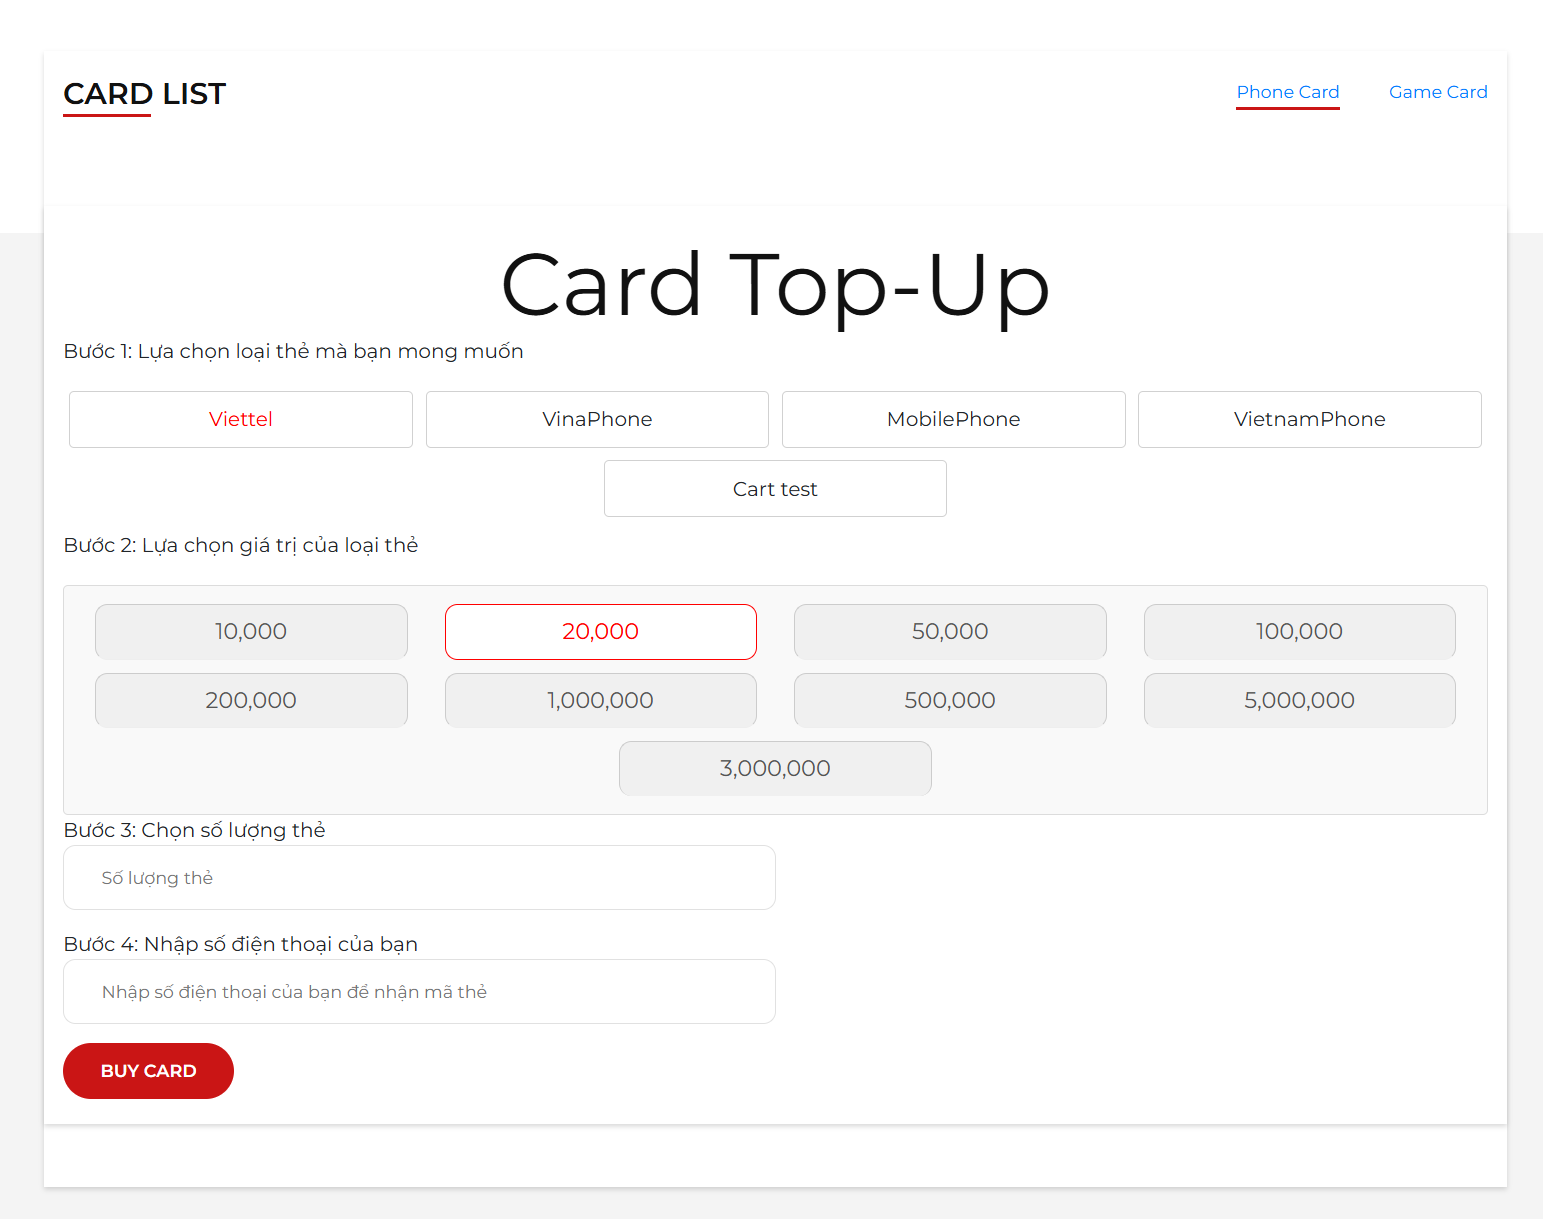 CARD LIST
Phone Card
Game Card
Card Top-Up
Bước 1: Lựa chọn loại thẻ mà bạn mong muốn
Viettel
VinaPhone
MobilePhone
VietnamPhone
Cart test
Bước 2: Lựa chọn giá trị của loại thẻ
10,000
20,000
50,000
100,000
200,000
1,000,000
500,000
5,000,000
3,000,000
Bước 3: Chọn số lượng thẻ
Số lượng thẻ
Bước 4: Nhập số điện thoại của bạn
Nhập số điện thoại của bạn để nhận mã thẻ
BUY CARD